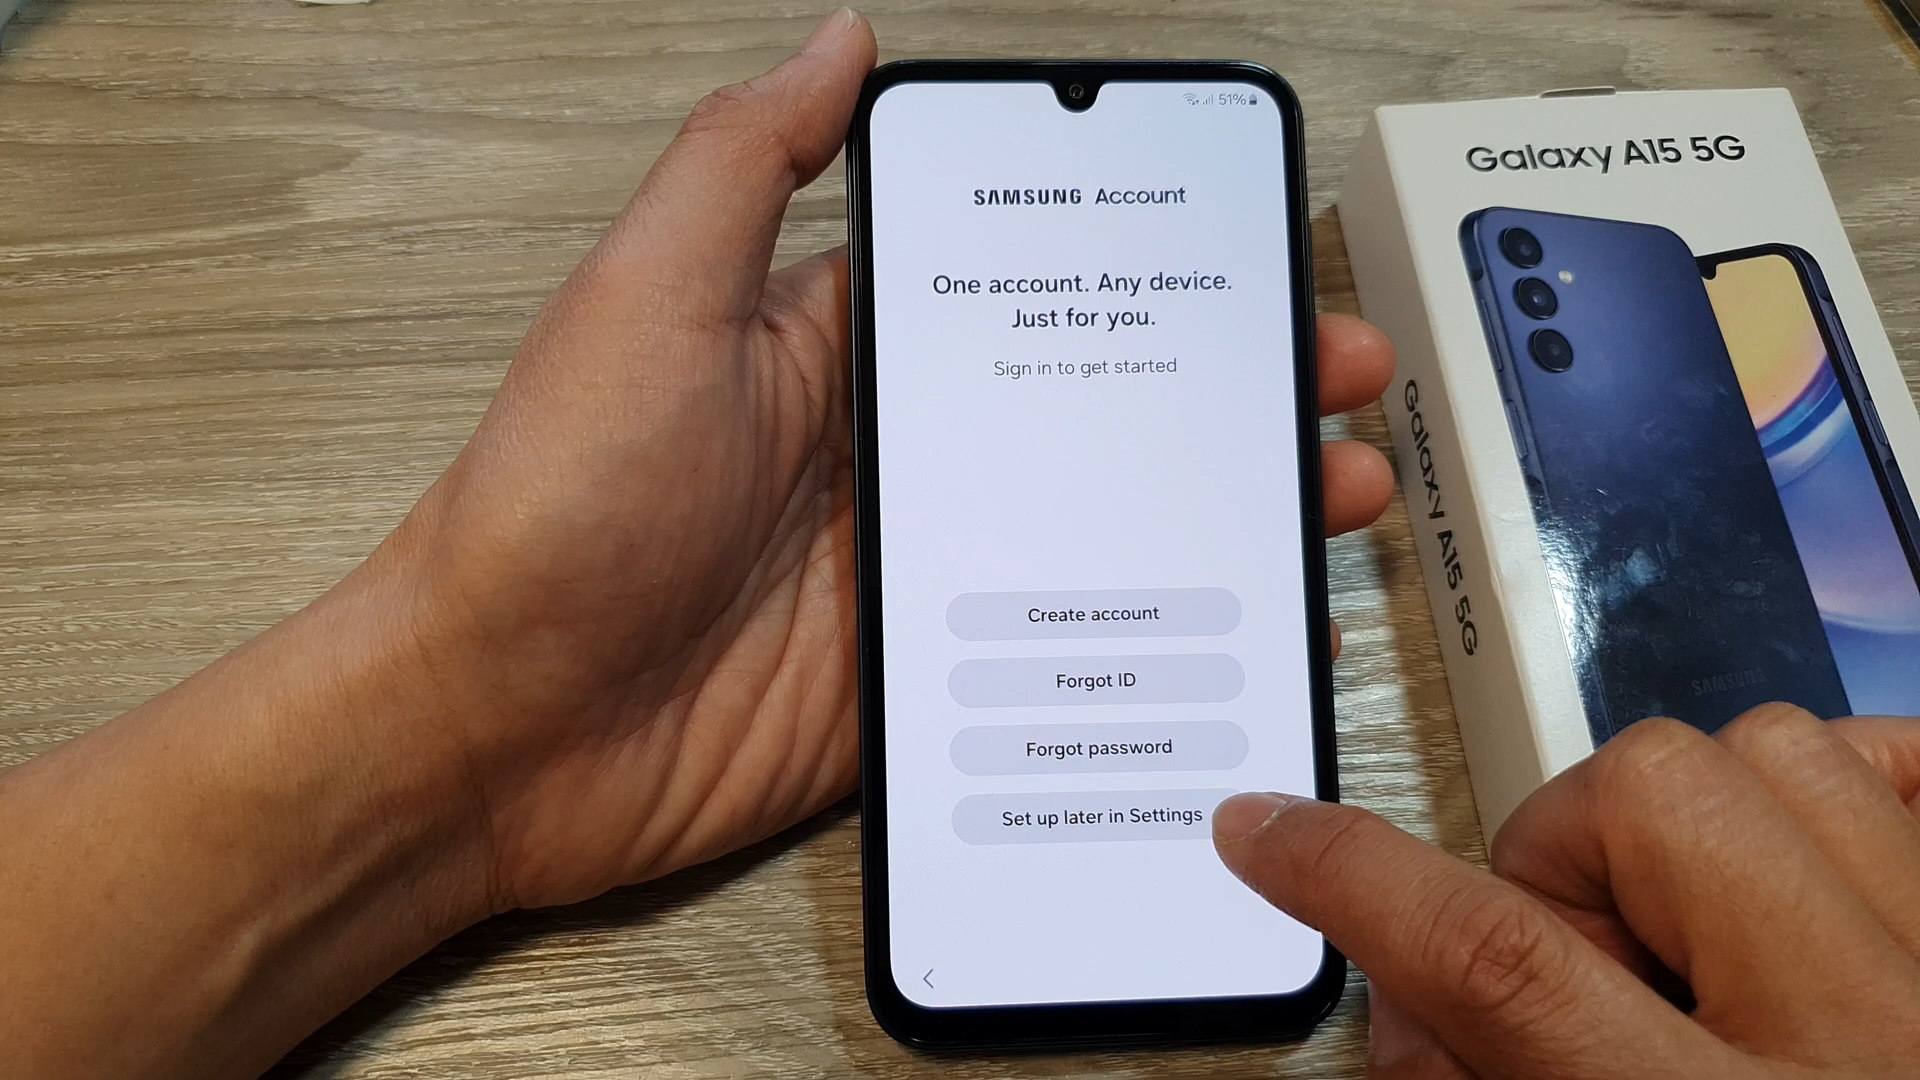 51%
SAMSUNG Account
One account. Any device.
Just for you.
Sign in to get started
Create account
Forgot ID
Forgot password
Set up later in Settings
Galaxy A15 5G
Galaxy A15 5G
SAMSUNG